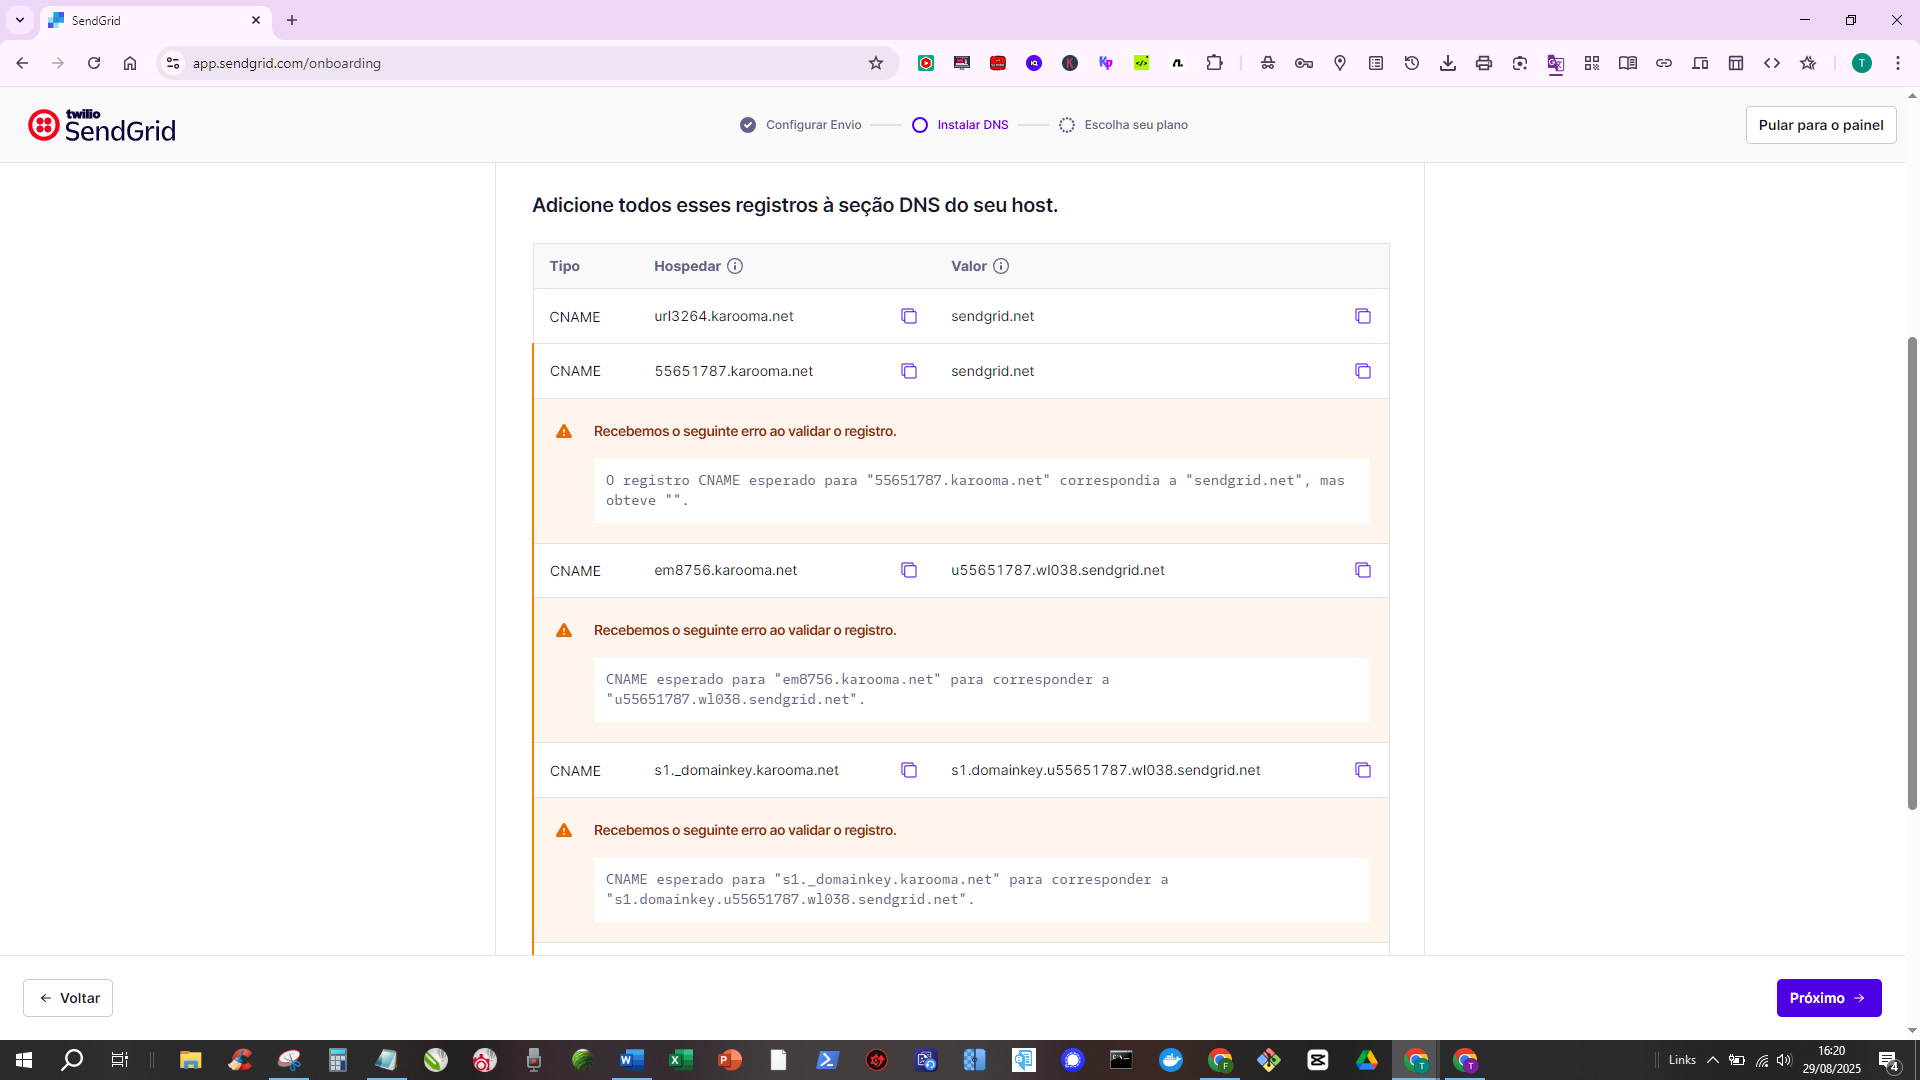 SendGrid
app.sendgrid.com/onboarding
T
twilio
SendGrid
Configurar Envio
Instalar DNS
Escolha seu plano
Pular para o painel
Adicione todos esses registros à seção DNS do seu host.
Tipo Hospedar Valor
CNAME url3264.karooma.net sendgrid.net
CNAME 55651787.karooma.net sendgrid.net
Recebemos o seguinte erro ao validar o registro.
O registro CNAME esperado para "55651787.karooma.net" correspondia a "sendgrid.net", mas
obteve "".
CNAME em8756.karooma.net u55651787.wl038.sendgrid.net
Recebemos o seguinte erro ao validar o registro.
CNAME esperado para "em8756.karooma.net" para corresponder a
"u55651787.wl038.sendgrid.net".
CNAME s1._domainkey.karooma.net s1.domainkey.u55651787.wl038.sendgrid.net
Recebemos o seguinte erro ao validar o registro.
CNAME esperado para "s1._domainkey.karooma.net" para corresponder a
"s1.domainkey.u55651787.wl038.sendgrid.net".
Voltar
Próximo
Links
16:20
29/08/2025
4